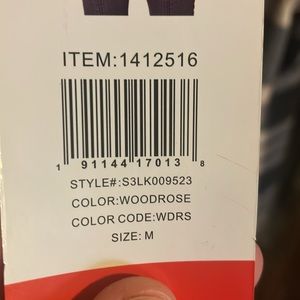 ITEM:1412516
1 91144 17013 8
STYLE#:S3LK009523
COLOR:WOODROSE
COLOR CODE:WDRS
SIZE: M